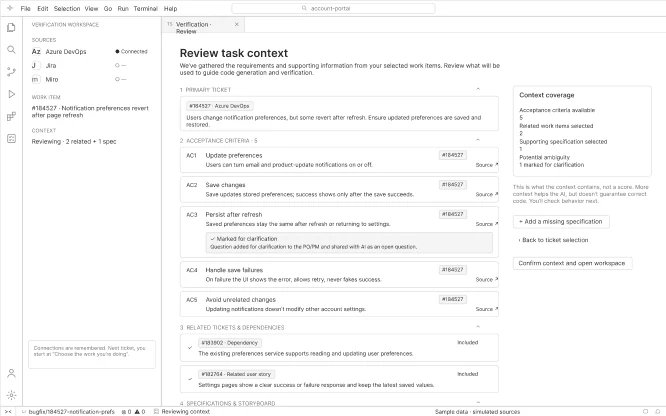 File Edit Selection View Go Run Terminal Help
account-portal
VERIFICATION WORKSPACE
SOURCES
Az Azure DevOps Connected
J Jira —
m Miro —
WORK ITEM
#184527 · Notification preferences revert
after page refresh
CONTEXT
Reviewing · 2 related + 1 spec
Connections are remembered. Next ticket, you
start at "Choose the work you're doing".
TS Verification · Review ×
Review task context
We've gathered the requirements and supporting information from your selected work items. Review what will be
used to guide code generation and verification.
1 PRIMARY TICKET
#184527 · Azure DevOps
Users change notification preferences, but some revert after refresh. Ensure updated preferences are saved and
restored.
2 ACCEPTANCE CRITERIA · 5
AC1 Update preferences #184527
Users can turn email and product-update notifications on or off. Source ↗
AC2 Save changes #184527
Save updates stored preferences; success shows only after the save succeeds. Source ↗
AC3 Persist after refresh #184527
Saved preferences stay the same after refresh or returning to settings. Source ↗
✓ Marked for clarification
Question added for clarification to the PO/PM and shared with AI as an open question.
AC4 Handle save failures #184527
On failure the UI shows the error, allows retry, never fakes success. Source ↗
AC5 Avoid unrelated changes #184527
Updating notifications doesn't modify other account settings. Source ↗
3 RELATED TICKETS & DEPENDENCIES
✓ #183902 · Dependency Included
The existing preferences service supports reading and updating user preferences.
✓ #182764 · Related user story Included
Settings pages show a clear success or failure response and keep the latest saved values.
4 SPECIFICATIONS & STORYBOARD
Context coverage
Acceptance criteria available
5
Related work items selected
2
Supporting specification selected
1
Potential ambiguity
1 marked for clarification
This is what the context contains, not a score. More
context helps the AI, but doesn't guarantee correct
code. You'll check behavior next.
+ Add a missing specification
‹ Back to ticket selection
Confirm context and open workspace
>< bugfix/184527-notification-prefs 0 0 Reviewing context Sample data · simulated sources